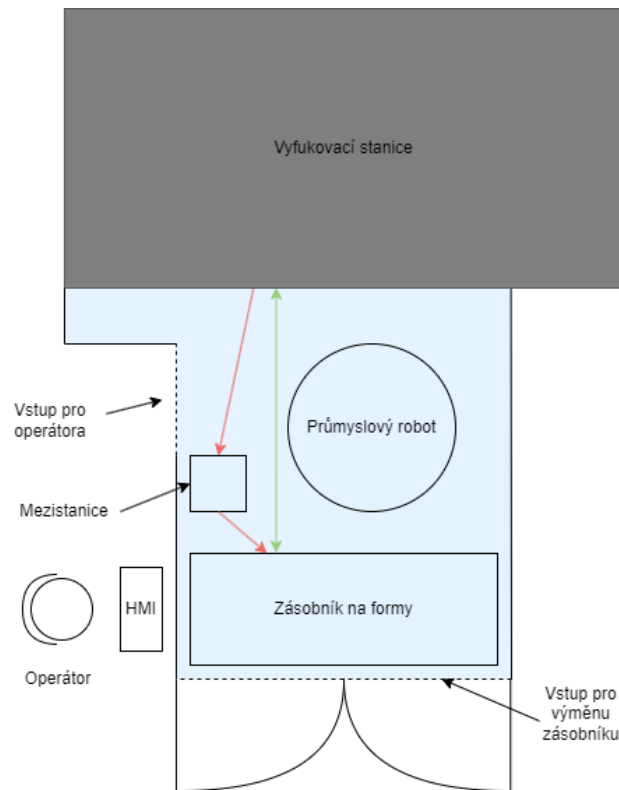 Vyfukovací stanice
Vstup pro
operátora
Průmyslový robot
Mezistanice
HMI
Zásobník na formy
Operátor
Vstup pro
výměnu
zásobníku